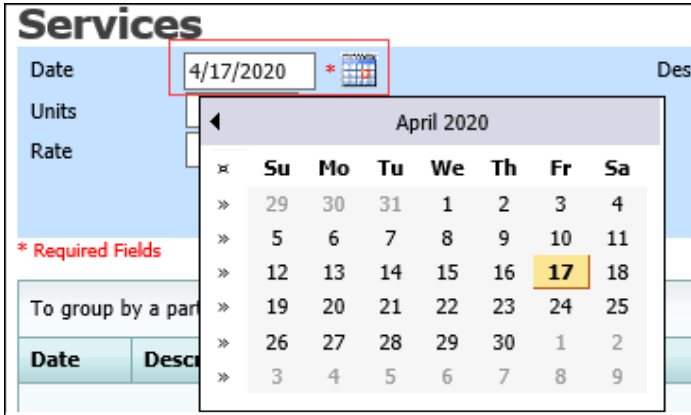 Services
Date 4/17/2020 * Des
Units
Rate
* Required Fields
To group by a part
Date Descr
April 2020
¤ Su Mo Tu We Th Fr Sa
» 29 30 31 1 2 3 4
» 5 6 7 8 9 10 11
» 12 13 14 15 16 17 18
» 19 20 21 22 23 24 25
» 26 27 28 29 30 1 2
» 3 4 5 6 7 8 9